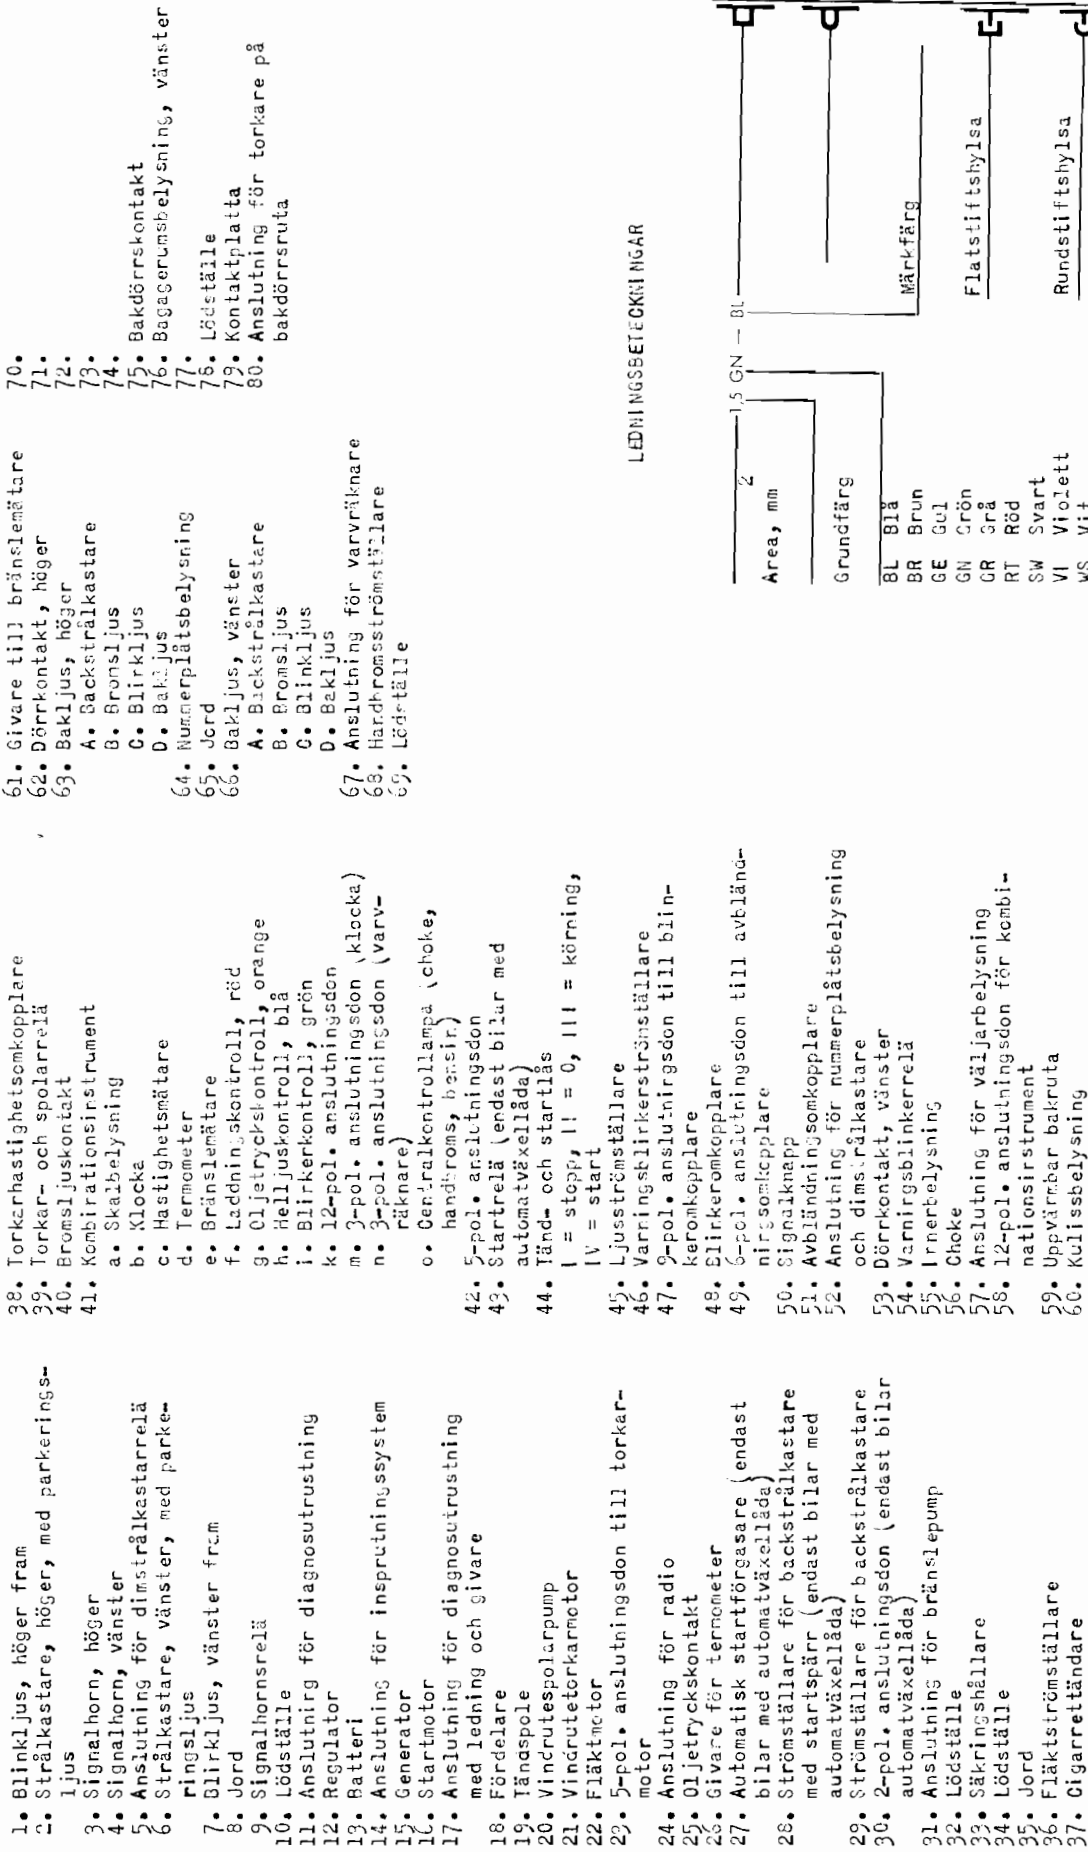 1. Blinkljus, höger fram
2. Strålkastare, höger, med parkerings-
ljus
3. Signalhorn, höger
4. Signalhorn, vänster
5. Anslutning för dimstrålkastarrelä
6. Strålkastare, vänster, med parke-
ringsljus
7. Blinkljus, vänster fram
8. Jord
9. Signalhornsrelä
10. Lödställe
11. Anslutning för diagnosutrustning
12. Regulator
13. Batteri
14. Anslutning för insprutningssystem
15. Generator
16. Startmotor
17. Anslutning för diagnosutrustning
med ledning och givare
18. Fördelare
19. Tändspole
20. Vindrutespolarpump
21. Vindrutetorkarmotor
22. Fläktmotor
23. 5-pol. anslutningsdon till torkar-
motor
24. Anslutning för radio
25. Oljetryckskontakt
26. Givare för termometer
27. Automatisk startförgasare (endast
bilar med automatväxellåda)
28. Strömställare för backstrålkastare
med startspärr (endast bilar med
automatväxellåda)
29. Strömställare för backstrålkastare
30. 2-pol. anslutningsdon (endast bilar
automatväxellåda)
31. Anslutning för bränslepump
32. Lödställe
33. Säkringshållare
34. Lödställe
35. Jord
36. Fläktströmställare
37. Cigarrettändare
38. Torkarhastighetsomkopplare
39. Torkar- och spolarrelä
40. Bromsljuskontakt
41. Kombinationsinstrument
a. Skalbelysning
b. Klocka
c. Hastighetsmätare
d. Termometer
e. Bränslemätare
f. Laddningskontroll, röd
g. Oljetryckskontroll, orange
h. Helljuskontroll, blå
i. Blinkerkontroll, grön
k. 12-pol. anslutningsdon
m. 3-pol. anslutningsdon (klocka)
n. 3-pol. anslutningsdon (varv-
räknare)
o. Centralkontrollampa (choke,
handbroms, bensin)
42. 5-pol. anslutningsdon
43. Startrelä (endast bilar med
automatväxellåda)
44. Tänd- och startlås
I = stopp, II = 0, III = körning,
IV = start
45. Ljusströmställare
46. Varningsblinkerströmställare
47. 9-pol. anslutningsdon till blin-
keromkopplare
48. Blinkeromkopplare
49. 6-pol. anslutningsdon till avbländ-
ningsomkopplare
50. Signalknapp
51. Avbländningsomkopplare
52. Anslutning för nummerplåtsbelysning
och dimstrålkastare
53. Dörrkontakt, vänster
54. Varningsblinkerrelä
55. Innerbelysning
56. Choke
57. Anslutning för väljarbelysning
58. 12-pol. anslutningsdon för kombi-
nationsinstrument
59. Uppvärmbar bakruta
60. Kulissbelysning
61. Givare till bränslemätare
62. Dörrkontakt, höger
63. Bakljus, höger
A. Backstrålkastare
B. Bromsljus
C. Blinkljus
D. Bakljus
64. Nummerplåtsbelysning
65. Jord
66. Bakljus, vänster
A. Backstrålkastare
B. Bromsljus
C. Blinkljus
D. Bakljus
67. Anslutning för varvräknare
68. Handbromsströmställare
69. Lödställe
70.
71.
72.
73.
74.
75. Bakdörrskontakt
76. Bagagerumsbelysning, vänster
77.
78. Lödställe
79. Kontaktplatta
80. Anslutning för torkare på
bakdörrsruta
LEDNINGSBETECKNINGAR
1,5 GN — BL
Area, mm 2
Grundfärg
Märkfärg
BL Blå
BR Brun
GE Gul
GN Grön
GR Grå
RT Röd
SW Svart
VI Violett
WS Vit
Flatstiftshylsa
Rundstiftshylsa